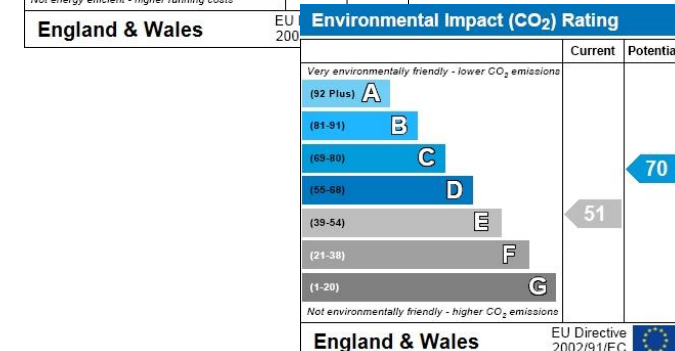 Not energy efficient - higher running costs
England & Wales
EU
200
Environmental Impact (CO2) Rating
Current
Potentia
Very environmentally friendly - lower CO2 emissions
(92 Plus) A
(81-91) B
(69-80) C
70
(55-68) D
(39-54) E
51
(21-38) F
(1-20) G
Not environmentally friendly - higher CO2 emissions
England & Wales
EU Directive
2002/91/EC